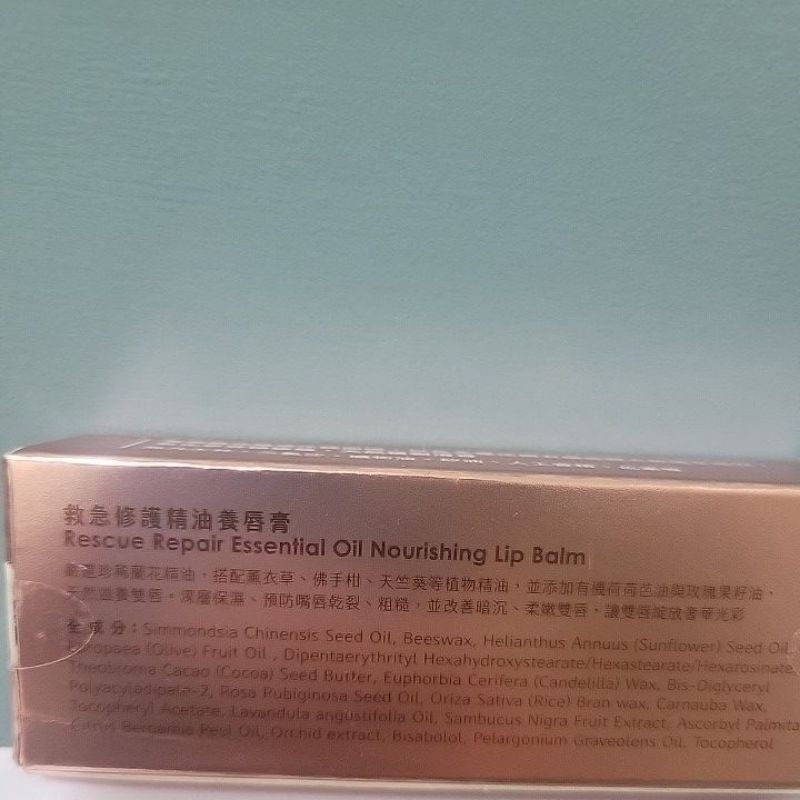 救急修護精油養唇膏
Rescue Repair Essential Oil Nourishing Lip Balm
嚴選珍稀蘭花精油，搭配薰衣草、佛手柑、天竺葵等植物精油，並添加有機荷荷芭油與玫瑰果籽油，
天然滋養雙唇。深層保濕、預防嘴唇乾裂、粗糙，並改善暗沉、柔嫩雙唇，讓雙唇綻放奢華光彩
全成分：Simmondsia Chinensis Seed Oil, Beeswax, Helianthus Annuus (Sunflower) Seed Oil,
Europaea (Olive) Fruit Oil , Dipentaerythrityl Hexahydroxystearate/Hexastearate/Hexarosinate,
Theobroma Cacao (Cocoa) Seed Butter, Euphorbia Cerifera (Candelilla) Wax, Bis-Diglyceryl
Polyacyladipate-2, Rosa Rubiginosa Seed Oil, Oriza Sativa (Rice) Bran wax, Carnauba Wax,
Tocopheryl Acetate, Lavandula angustifolia Oil, Sambucus Nigra Fruit Extract, Ascorbyl Palmita
Citrus Bergamia Peel Oil, Orchid extract, Bisabolol, Pelargonium Graveolens Oil, Tocopherol